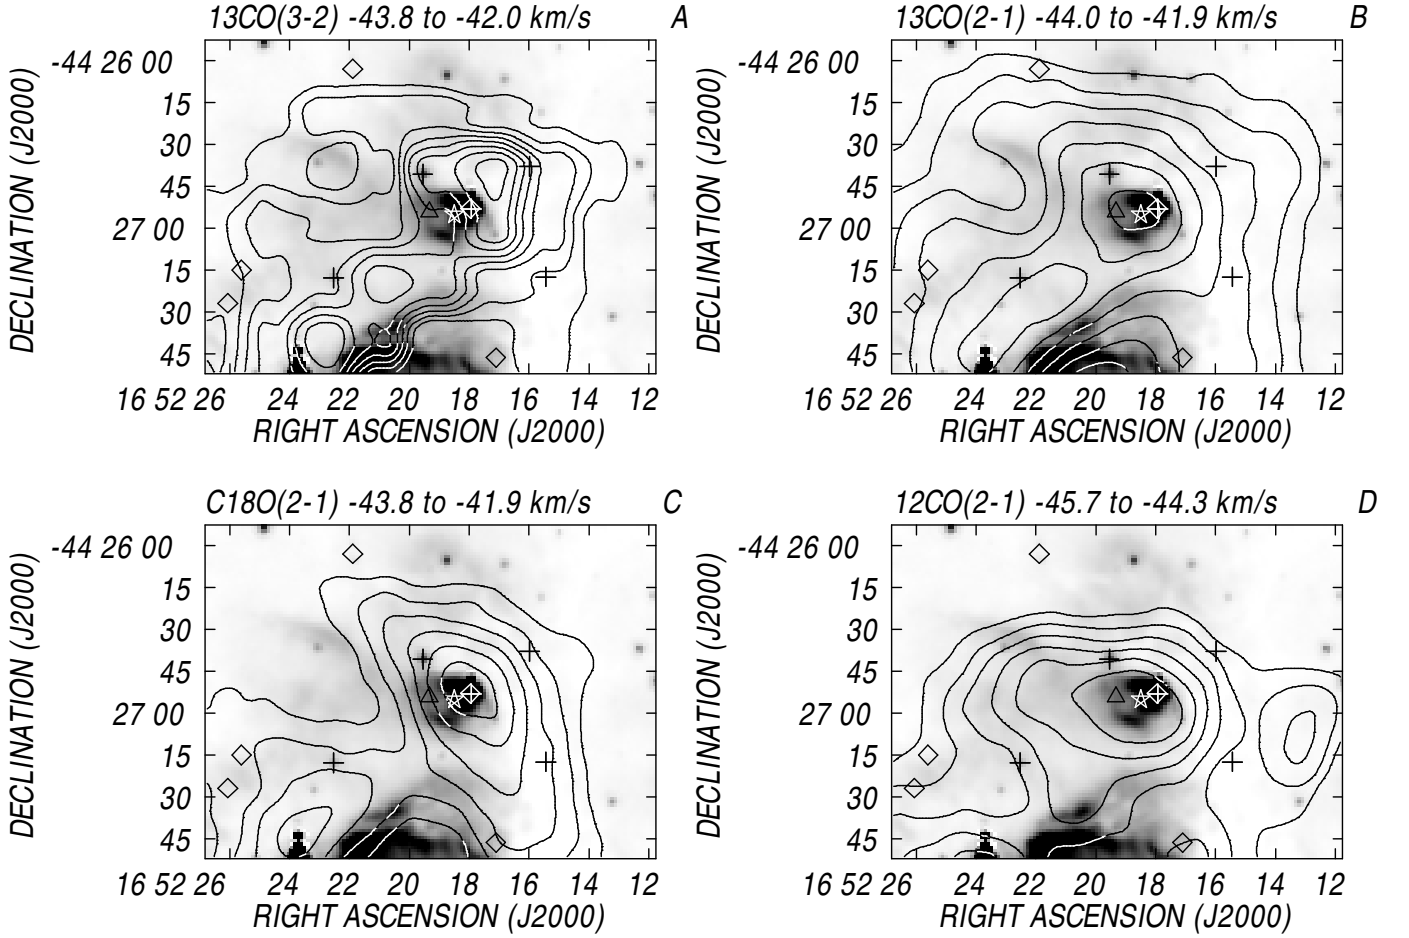 13CO(3-2) -43.8 to -42.0 km/s A
DECLINATION (J2000)
-44 26 00
15
30
45
27 00
15
30
45
16 52 26 24 22 20 18 16 14 12
RIGHT ASCENSION (J2000)
13CO(2-1) -44.0 to -41.9 km/s B
DECLINATION (J2000)
-44 26 00
15
30
45
27 00
15
30
45
16 52 26 24 22 20 18 16 14 12
RIGHT ASCENSION (J2000)
C18O(2-1) -43.8 to -41.9 km/s C
DECLINATION (J2000)
-44 26 00
15
30
45
27 00
15
30
45
16 52 26 24 22 20 18 16 14 12
RIGHT ASCENSION (J2000)
12CO(2-1) -45.7 to -44.3 km/s D
DECLINATION (J2000)
-44 26 00
15
30
45
27 00
15
30
45
16 52 26 24 22 20 18 16 14 12
RIGHT ASCENSION (J2000)